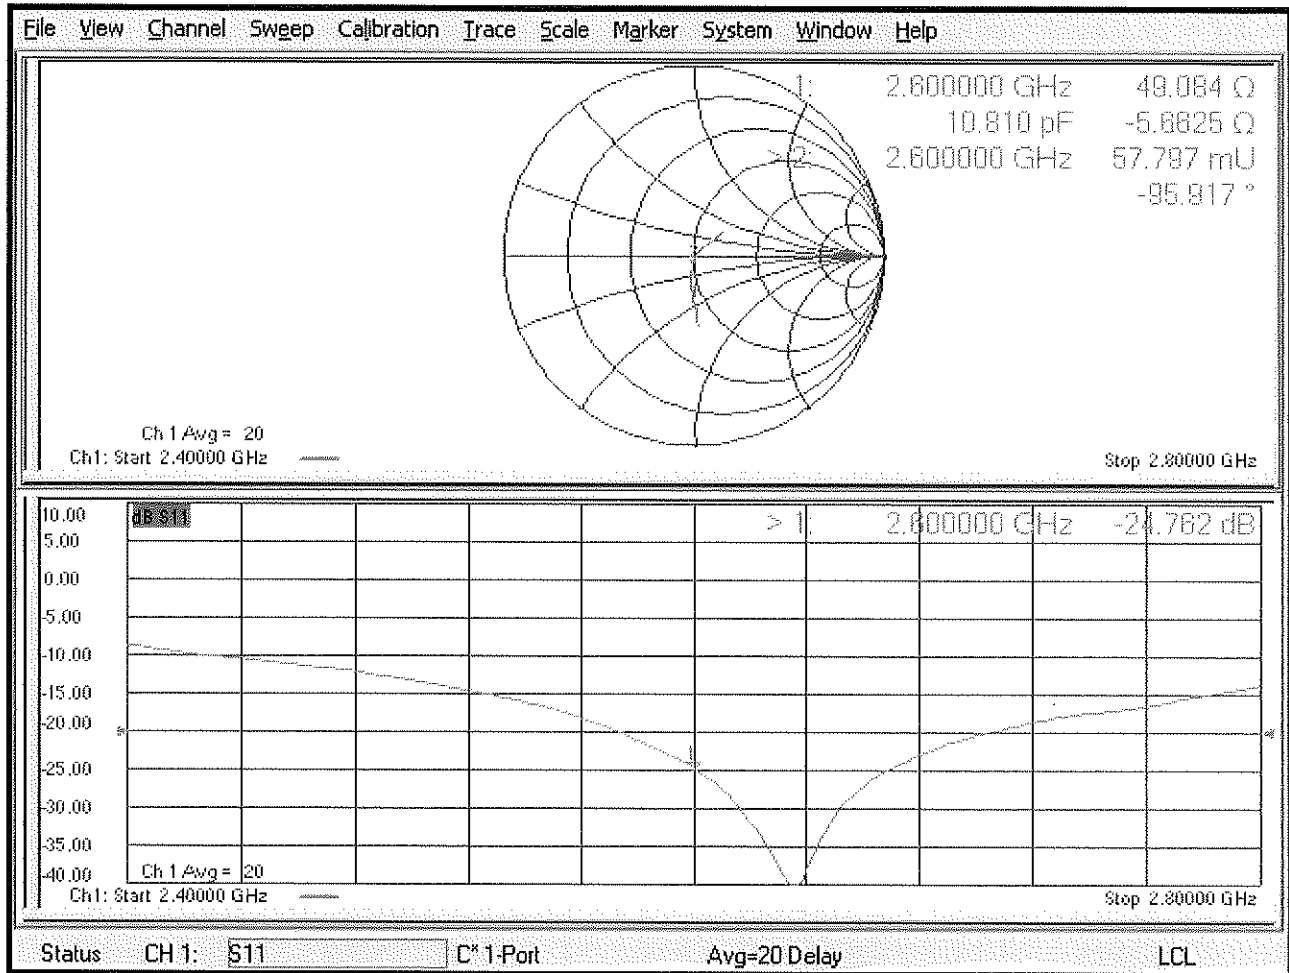 File View Channel Sweep Calibration Trace Scale Marker System Window Help
1: 2.600000 GHz 49.084 Ω
10.810 pF -5.6625 Ω
> 2: 2.600000 GHz 57.797 mU
-95.917 °
Ch 1 Avg = 20
Ch1: Start 2.40000 GHz Stop 2.80000 GHz
10.00 dB S11 > 1: 2.600000 GHz -24.762 dB
5.00
0.00
-5.00
-10.00
-15.00
-20.00
-25.00
-30.00
-35.00
-40.00 Ch 1 Avg = 20
Ch1: Start 2.40000 GHz Stop 2.80000 GHz
Status CH 1: S11 C* 1-Port Avg=20 Delay LCL